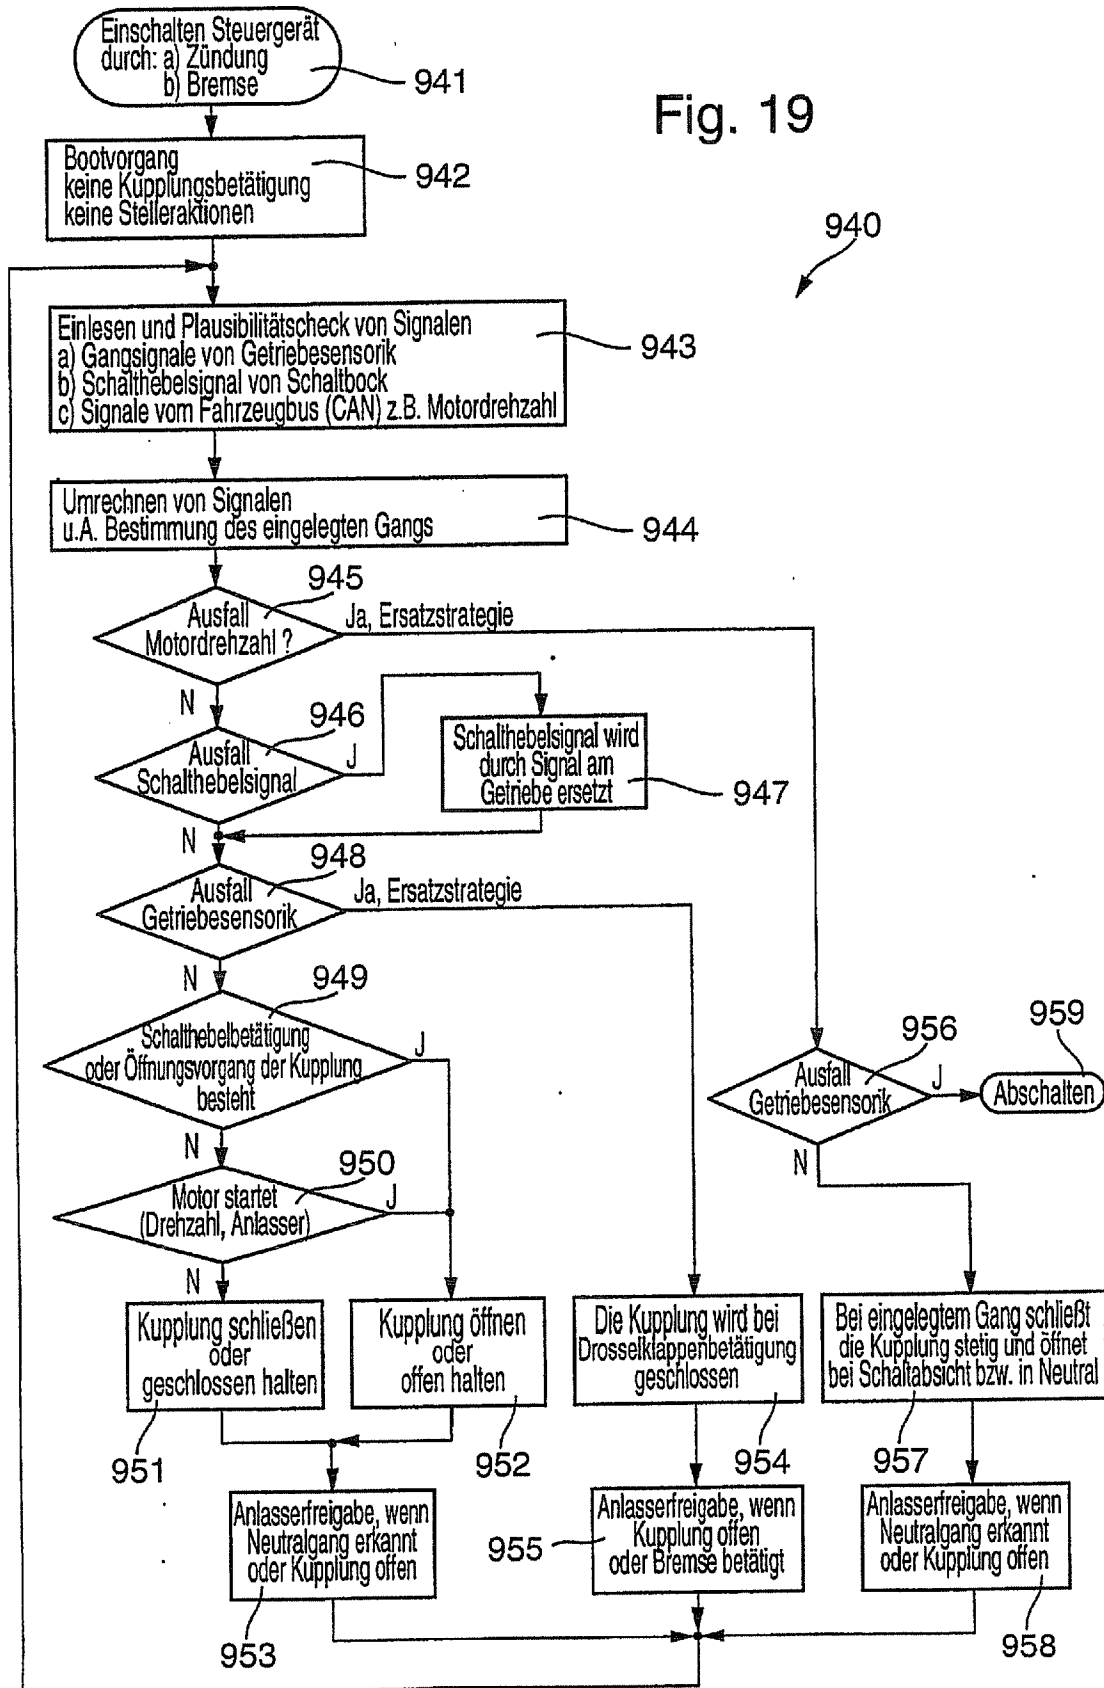 Einschalten Steuergerät
durch: a) Zündung
b) Bremse
941
Fig. 19
Bootvorgang
keine Kupplungsbetätigung
keine Stelleraktionen
942
940
Einlesen und Plausibilitätscheck von Signalen
a) Gangsignale von Getriebesensorik
b) Schalthebelsignal von Schaltbock
c) Signale vom Fahrzeugbus (CAN) z.B. Motordrehzahl
943
Umrechnen von Signalen
u.A. Bestimmung des eingelegten Gangs
944
945
Ausfall
Motordrehzahl ?
Ja, Ersatzstrategie
N
946
Ausfall
Schalthebelsignal
J
Schalthebelsignal wird
durch Signal am
Getriebe ersetzt
947
N
948
Ausfall
Getriebesensorik
Ja, Ersatzstrategie
N
949
Schalthebelbetätigung
oder Öffnungsvorgang der Kupplung
besteht
J
956
Ausfall
Getriebesensorik
J
959
Abschalten
N
N
950
Motor startet
(Drehzahl, Anlasser)
J
N
Kupplung schließen
oder
geschlossen halten
951
Kupplung öffnen
oder
offen halten
952
Die Kupplung wird bei
Drosselklappenbetätigung
geschlossen
954
Bei eingelegtem Gang schließt
die Kupplung stetig und öffnet
bei Schaltabsicht bzw. in Neutral
957
Anlasserfreigabe, wenn
Neutralgang erkannt
oder Kupplung offen
953
955
Anlasserfreigabe, wenn
Kupplung offen
oder Bremse betätigt
Anlasserfreigabe, wenn
Neutralgang erkannt
oder Kupplung offen
958